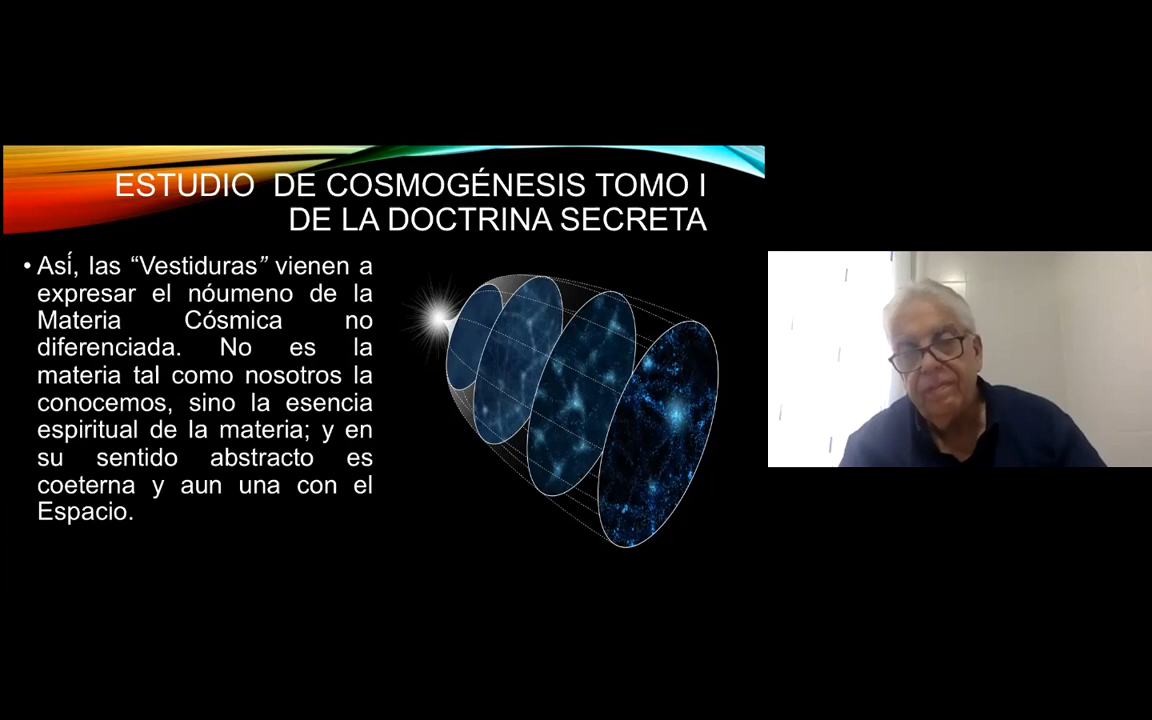 ESTUDIO DE COSMOGÉNESIS TOMO I
DE LA DOCTRINA SECRETA
• Así, las “Vestiduras” vienen a
expresar el nóumeno de la
Materia Cósmica no
diferenciada. No es la
materia tal como nosotros la
conocemos, sino la esencia
espiritual de la materia; y en
su sentido abstracto es
coeterna y aun una con el
Espacio.